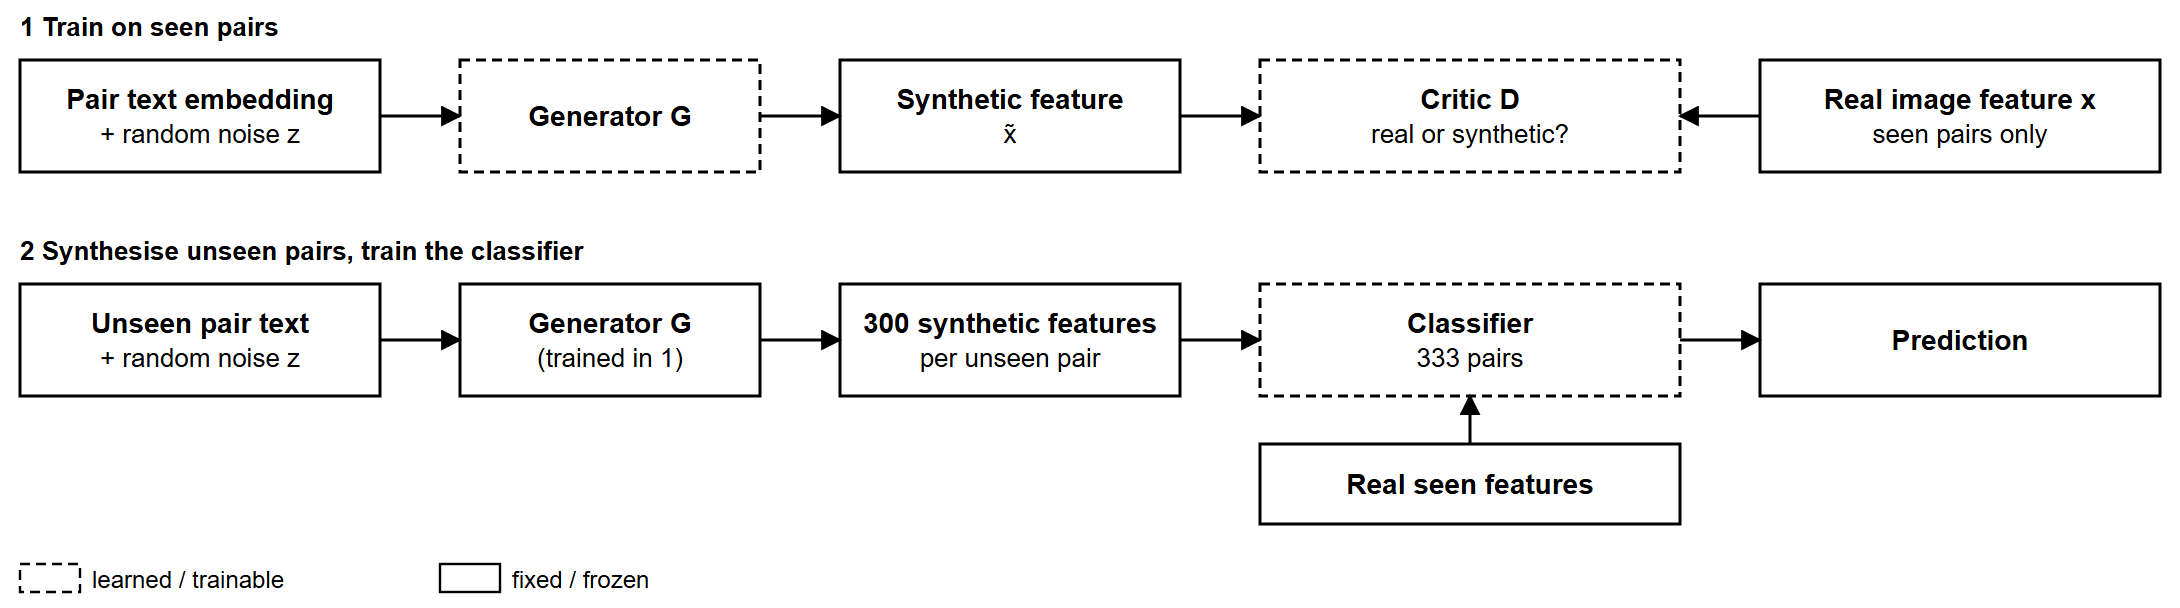 1 Train on seen pairs
Pair text embedding
+ random noise z
Generator G
Synthetic feature
x̃
Critic D
real or synthetic?
Real image feature x
seen pairs only
2 Synthesise unseen pairs, train the classifier
Unseen pair text
+ random noise z
Generator G
(trained in 1)
300 synthetic features
per unseen pair
Classifier
333 pairs
Prediction
Real seen features
learned / trainable
fixed / frozen